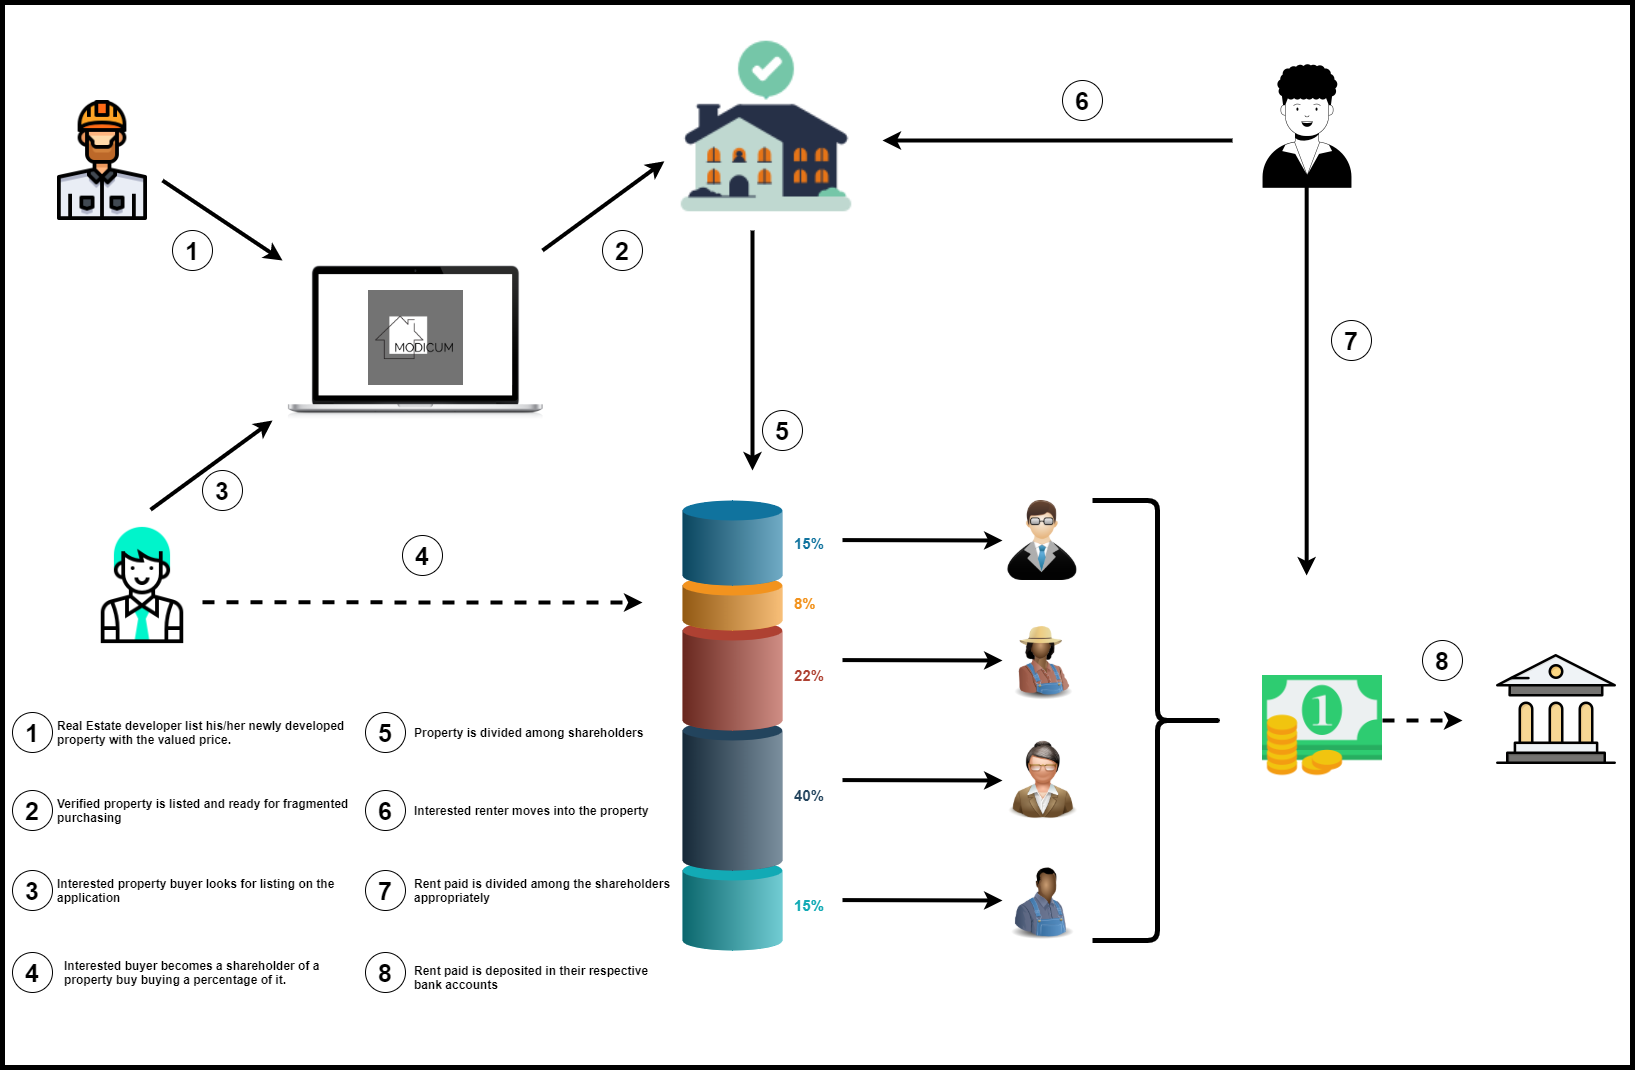 6
1
2
MODICUM
7
5
3
4
15%
8%
22%
40%
15%
8
1
Real Estate developer list his/her newly developed
property with the valued price.
2
Verified property is listed and ready for fragmented
purchasing
3
Interested property buyer looks for listing on the
application
4
Interested buyer becomes a shareholder of a
property buy buying a percentage of it.
5
Property is divided among shareholders
6
Interested renter moves into the property
7
Rent paid is divided among the shareholders
appropriately
8
Rent paid is deposited in their respective
bank accounts
1